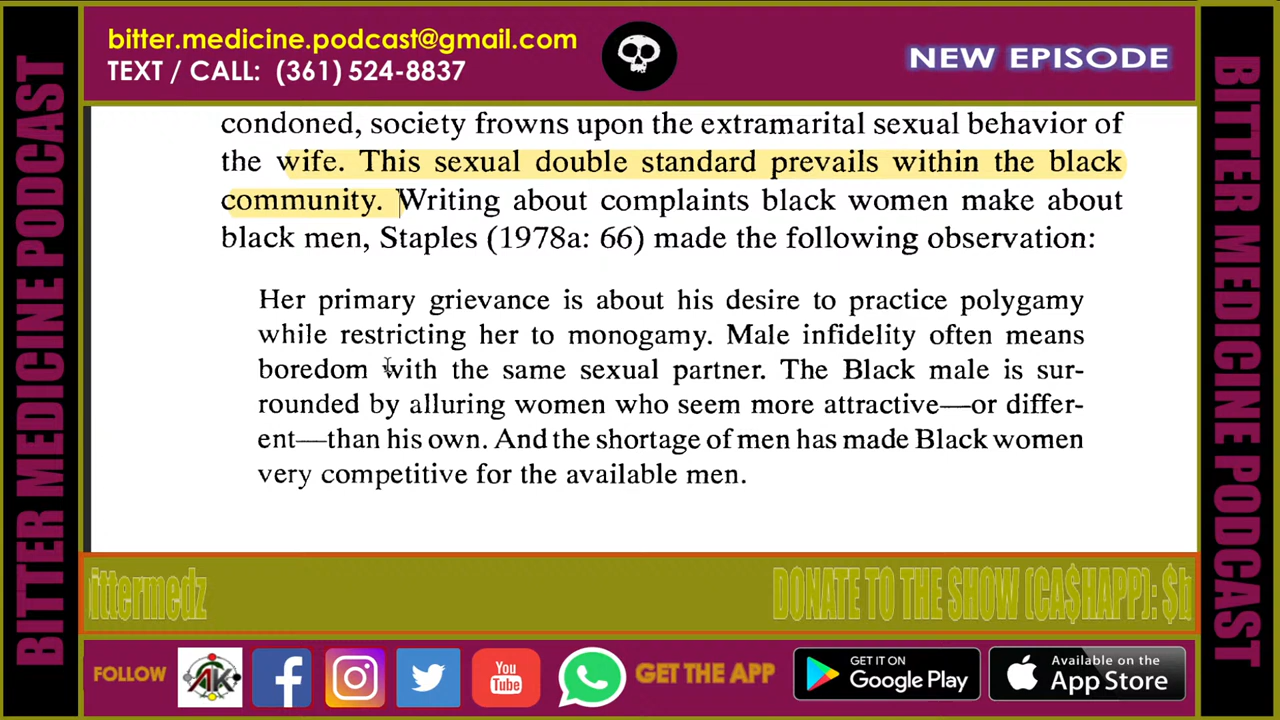 bitter.medicine.podcast@gmail.com
TEXT / CALL: (361) 524-8837
NEW EPISODE
BITTER MEDICINE PODCAST
condoned, society frowns upon the extramarital sexual behavior of
the wife. This sexual double standard prevails within the black
community. Writing about complaints black women make about
black men, Staples (1978a: 66) made the following observation:
Her primary grievance is about his desire to practice polygamy
while restricting her to monogamy. Male infidelity often means
boredom with the same sexual partner. The Black male is sur-
rounded by alluring women who seem more attractive—or differ-
ent—than his own. And the shortage of men has made Black women
very competitive for the available men.
BITTER MEDICINE PODCAST
ittermedz
DONATE TO THE SHOW (CA$HAPP): $b
FOLLOW
ATK
You
Tube
GET THE APP
GET IT ON
Google Play
Available on the
App Store